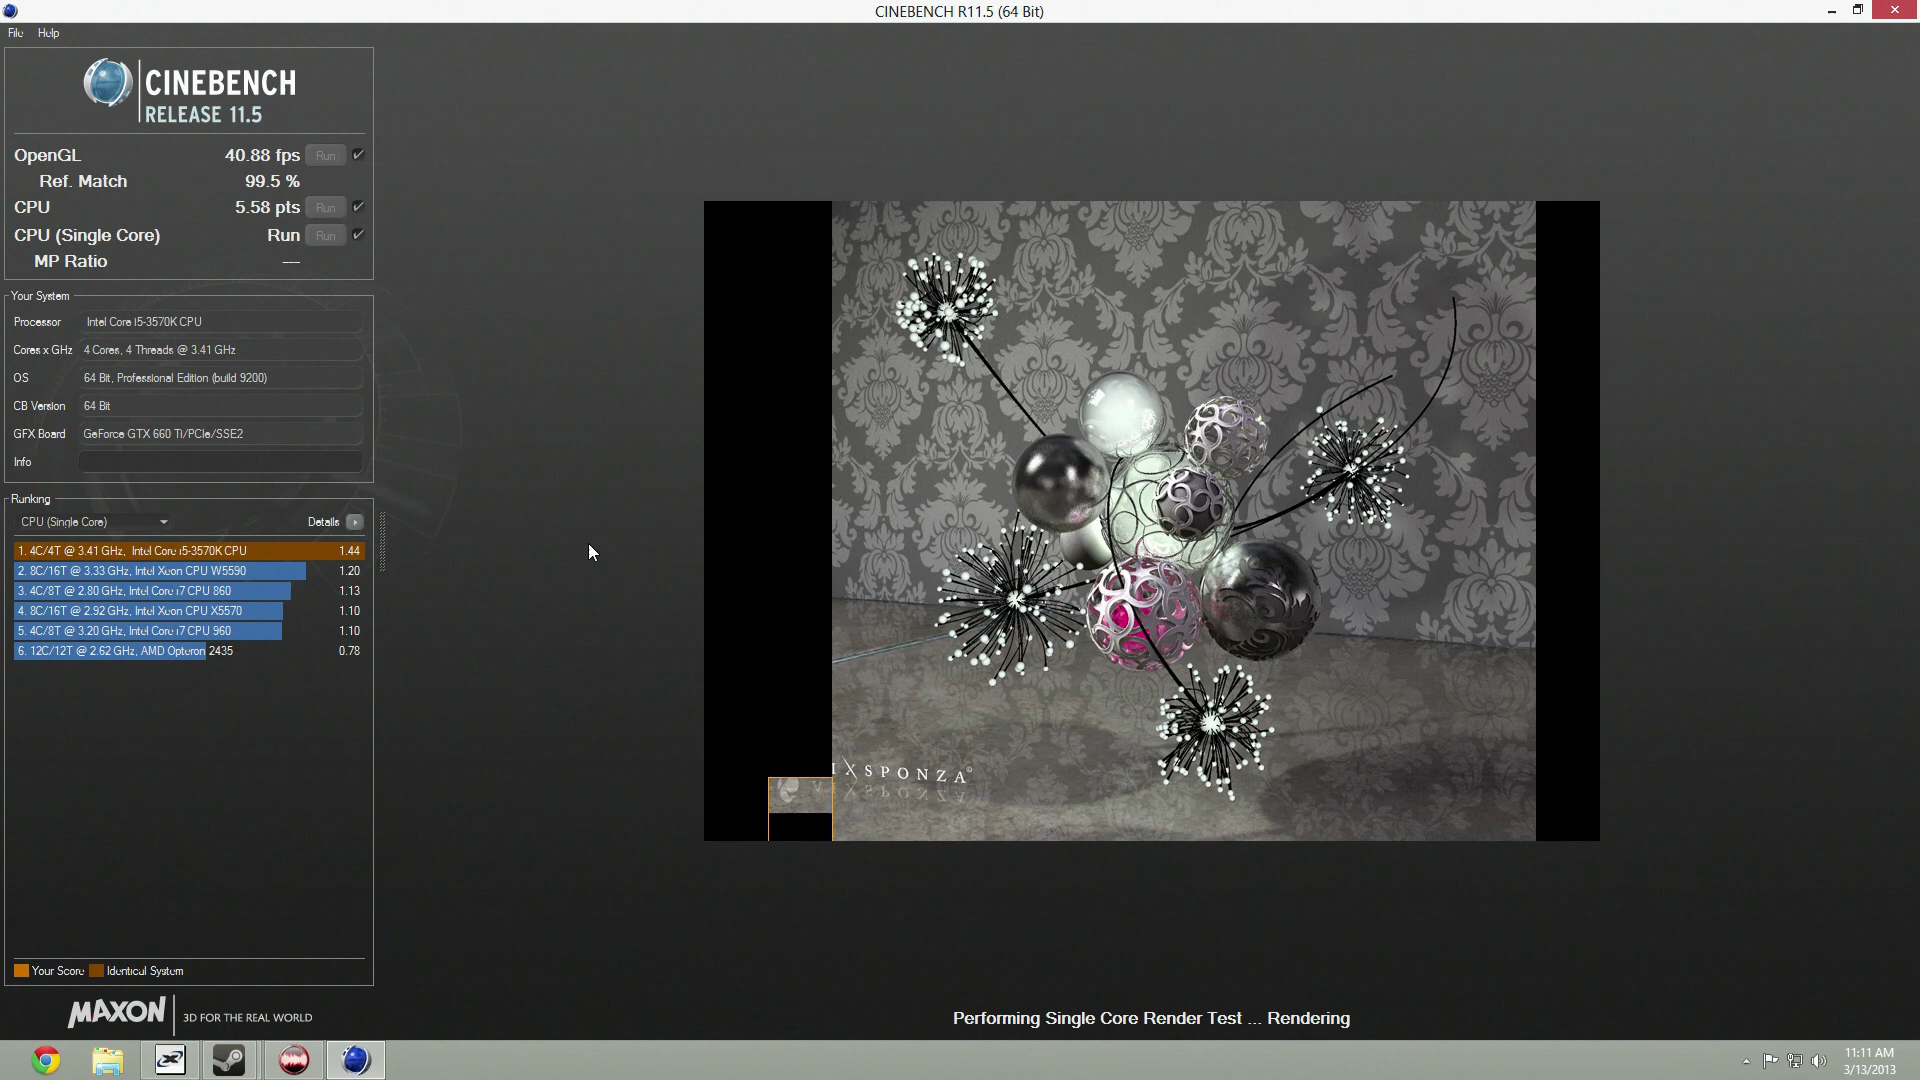 CINEBENCH R11.5 (64 Bit)
File Help
CINEBENCH
RELEASE 11.5
OpenGL 40.88 fps Run
Ref. Match 99.5 %
CPU 5.58 pts Run
CPU (Single Core) Run Run
MP Ratio ---
Your System
Processor Intel Core i5-3570K CPU
Cores x GHz 4 Cores, 4 Threads @ 3.41 GHz
OS 64 Bit, Professional Edition (build 9200)
CB Version 64 Bit
GFX Board GeForce GTX 660 Ti/PCIe/SSE2
Info
Ranking
CPU (Single Core) Details
1. 4C/4T @ 3.41 GHz, Intel Core i5-3570K CPU 1.44
2. 8C/16T @ 3.33 GHz, Intel Xeon CPU W5590 1.20
3. 4C/8T @ 2.80 GHz, Intel Core i7 CPU 860 1.13
4. 8C/16T @ 2.92 GHz, Intel Xeon CPU X5570 1.10
5. 4C/8T @ 3.20 GHz, Intel Core i7 CPU 960 1.10
6. 12C/12T @ 2.62 GHz, AMD Opteron 2435 0.78
IXSPONZA©
Your Score Identical System
MAXON 3D FOR THE REAL WORLD
Performing Single Core Render Test ... Rendering
11:11 AM
3/13/2013